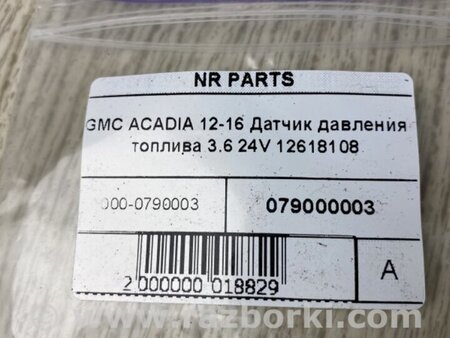 NR PARTS
GMC ACADIA 12-16 Датчик давления
топлива 3.6 24V 12618108
000-0790003
079000003
2 000000 018829
A
www.razborki.com